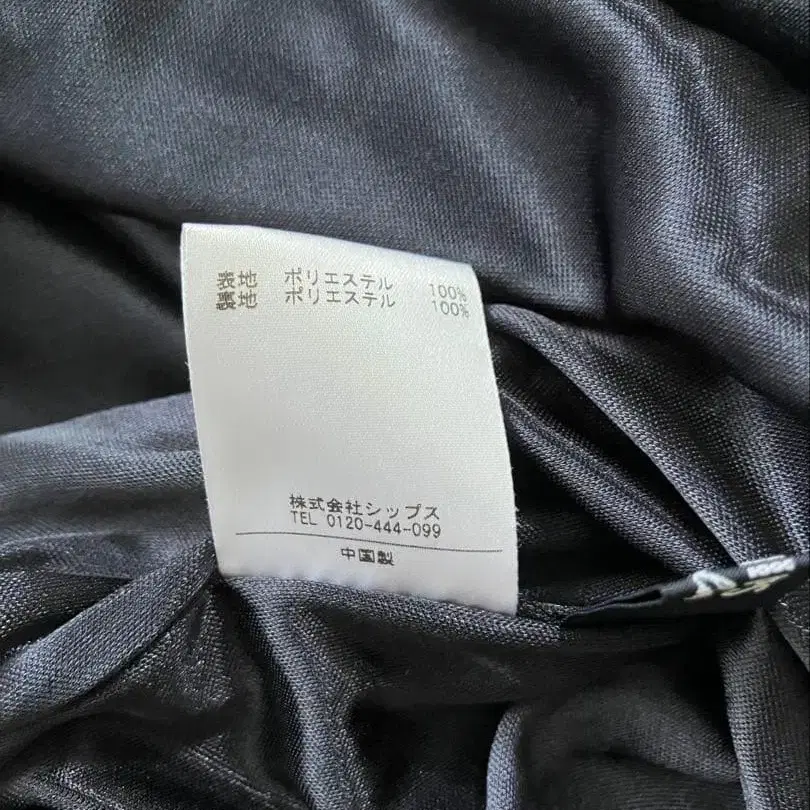 表地 ポリエステル 100%
裏地 ポリエステル 100%
株式会社シップス
TEL 0120-444-099
中国製